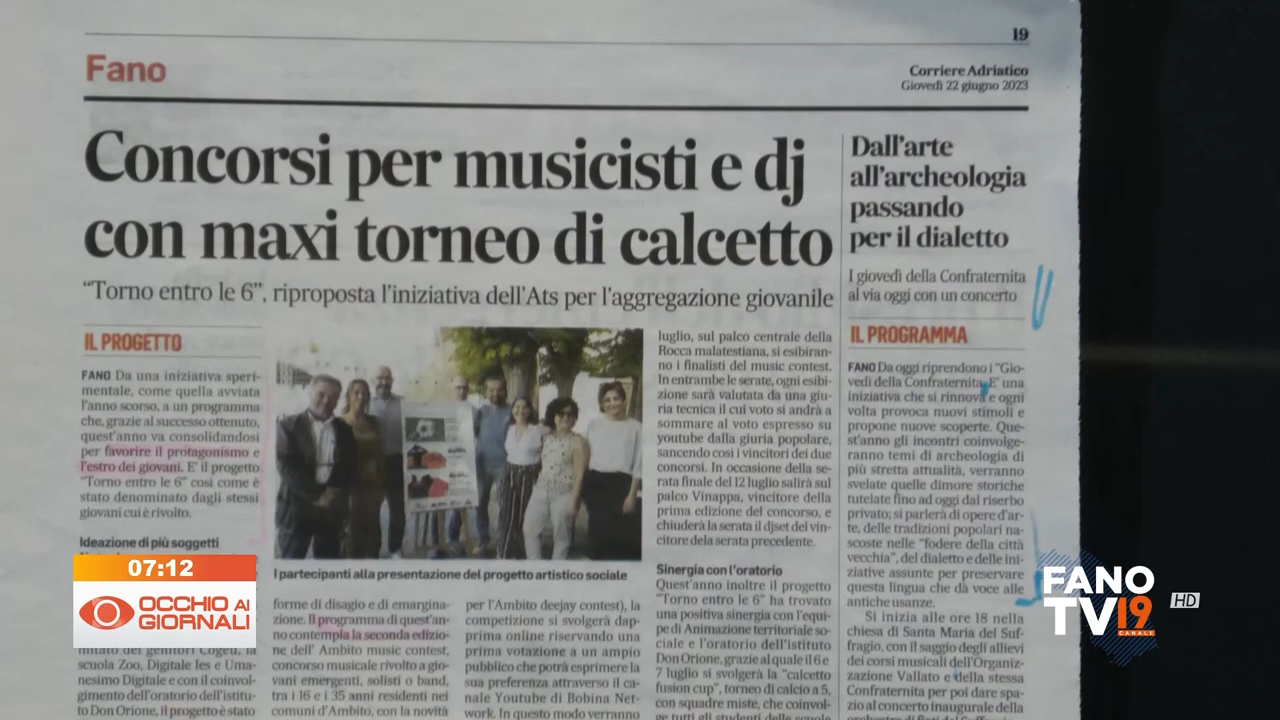 19
Fano
Corriere Adriatico
Giovedì 22 giugno 2023
Concorsi per musicisti e dj
con maxi torneo di calcetto
“Torno entro le 6”, riproposta l’iniziativa dell’Ats per l’aggregazione giovanile
IL PROGETTO
FANO Da una iniziativa speri-
mentale, come quella avviata
l’anno scorso, a un programma
che, grazie al successo ottenuto,
quest’anno va consolidandosi
per favorire il protagonismo e
l’estro dei giovani. E’ il progetto
“Torno entro le 6” così come è
stato denominato dagli stessi
giovani cui è rivolto.
Ideazione di più soggetti
mitato dei genitori Cogeu, la
scuola Zoo, Digitale Ies e Uma-
nesimo Digitale e con il coinvol-
gimento dell’oratorio dell’istitu-
to Don Orione, il progetto è stato
I partecipanti alla presentazione del progetto artistico sociale
forme di disagio e di emargina-
zione. Il programma di quest’an-
no contempla la seconda edizio-
ne dell’ Ambito music contest,
concorso musicale rivolto a gio-
vani emergenti, solisti o band,
tra i 16 e i 35 anni residenti nei
comuni d’Ambito, con la novità
per l’Ambito deejay contest), la
competizione si svolgerà dap-
prima online riservando una
prima votazione a un ampio
pubblico che potrà esprimere la
sua preferenza attraverso il ca-
nale Youtube di Bobina Net-
work. In questo modo verranno
luglio, sul palco centrale della
Rocca malatestiana, si esibiran-
no i finalisti del music contest.
In entrambe le serate, ogni esibi-
zione sarà valutata da una giu-
ria tecnica il cui voto si andrà a
sommare al voto espresso su
youtube dalla giuria popolare,
sancendo così i vincitori dei due
concorsi. In occasione della se-
rata finale del 12 luglio salirà sul
palco Vinappa, vincitore della
prima edizione del concorso, e
chiuderà la serata il djset del vin-
citore dela serata precedente.
Sinergia con l’oratorio
Quest’anno inoltre il progetto
“Torno entro le 6” ha trovato
una positiva sinergia con l’equi-
pe di Animazione territoriale so-
ciale e l’oratorio dell’istituto
Don Orione, grazie al quale il 6 e
7 luglio si svolgerà la “calcetto
fusion cup”, torneo di calcio a 5,
con squadre miste, che coinvol-
ge tutti gli studenti delle scuole
Dall’arte
all’archeologia
passando
per il dialetto
I giovedì della Confraternita
al via oggi con un concerto
IL PROGRAMMA
FANO Da oggi riprendono i “Gio-
vedì della Confraternita. E’ una
iniziativa che si rinnova e ogni
volta provoca nuovi stimoli e
propone nuove scoperte. Que-
st’anno gli incontri coinvolge-
ranno temi di archeologia di
più stretta attualità, verranno
svelate quelle dimore storiche
tutelate fino ad oggi dal riserbo
privato; si parlerà di opere d’ar-
te, delle tradizioni popolari na-
scoste nelle “fodere della città
vecchia”, del dialetto e delle ini-
ziative assunte per preservare
questa lingua che dà voce alle
antiche usanze.
Si inizia alle ore 18 nella
chiesa di Santa Maria del Suf-
fragio, con il saggio degli allievi
dei corsi musicali dell’Organiz-
zazione Vallato e della stessa
Confraternita per poi dare spa-
zio al concerto inaugurale della
07:12
OCCHIO AI
GIORNALI
FANO
TV19
CANALE
HD